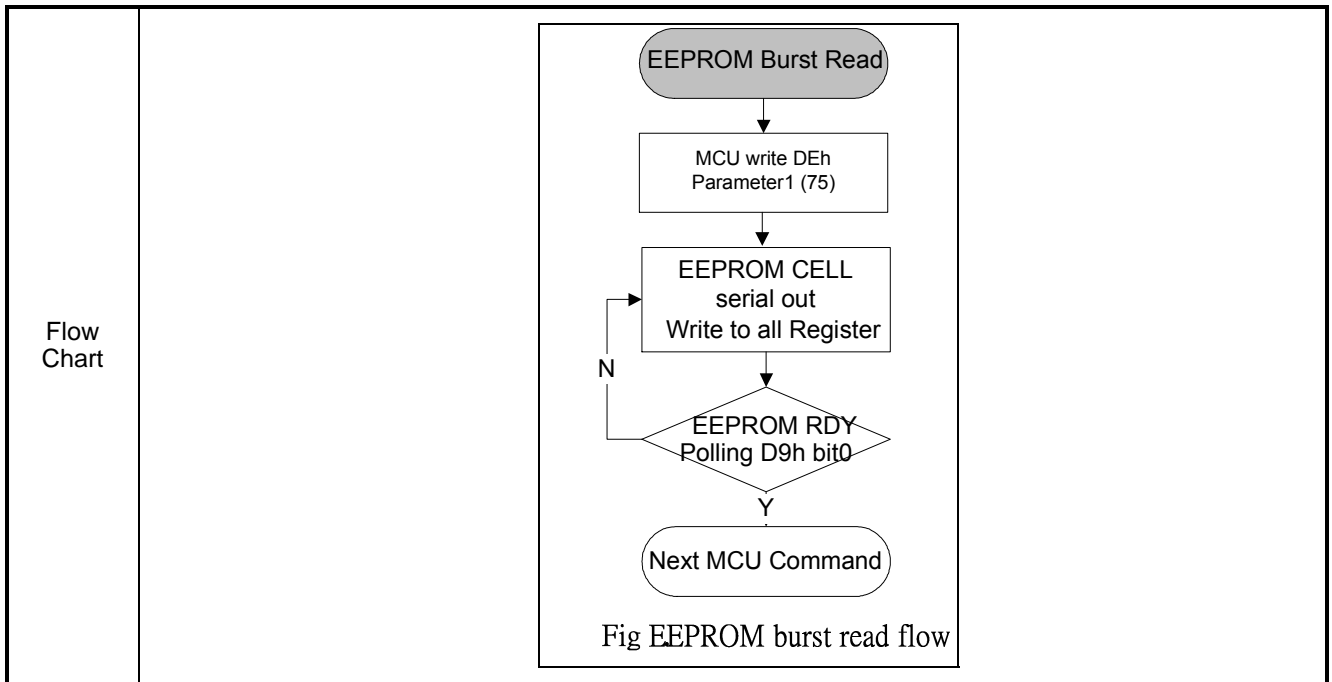 Flow
Chart
EEPROM Burst Read
MCU write DEh
Parameter1 (75)
EEPROM CELL
serial out
Write to all Register
N
EEPROM RDY
Polling D9h bit0
Y
Next MCU Command
Fig EEPROM burst read flow